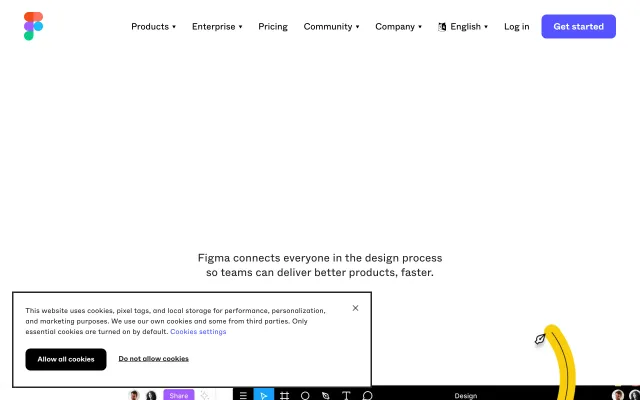 Products
Enterprise
Pricing
Community
Company
English
Log in
Get started
Figma connects everyone in the design process
so teams can deliver better products, faster.
This website uses cookies, pixel tags, and local storage for performance, personalization,
and marketing purposes. We use our own cookies and some from third parties. Only
essential cookies are turned on by default. Cookies settings
Allow all cookies
Do not allow cookies
Share
Design